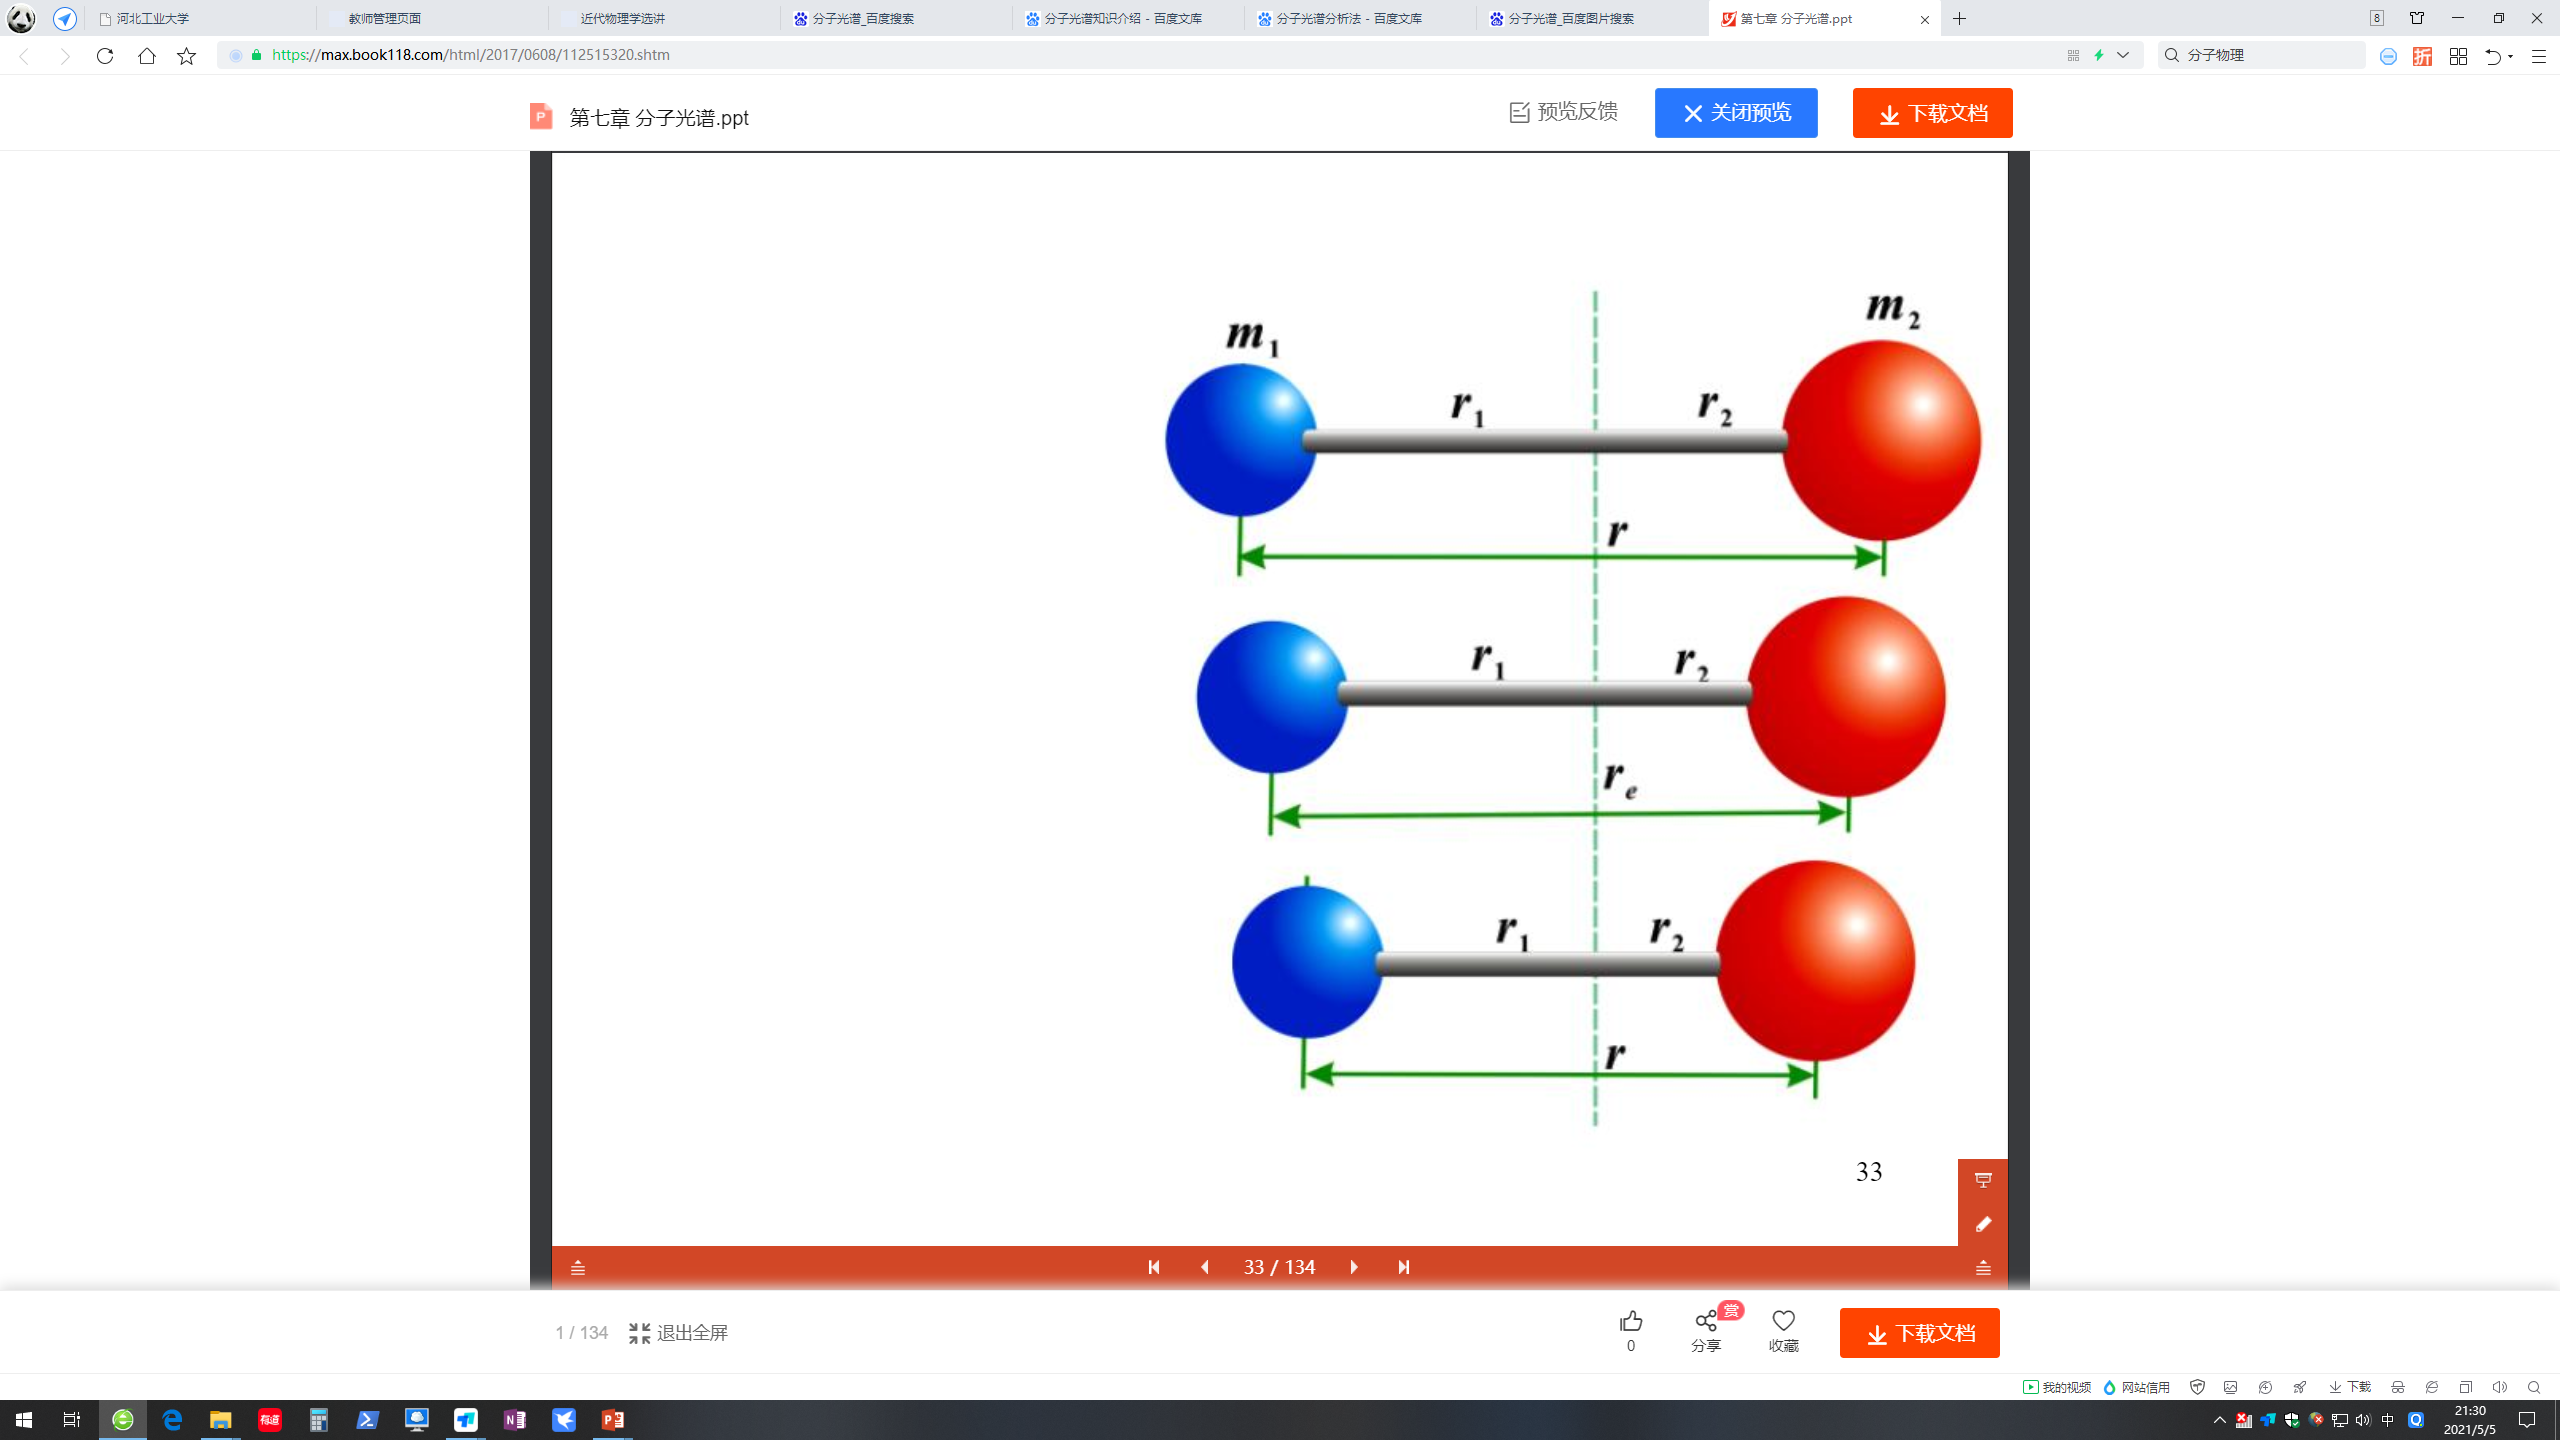 河北工业大学
教师管理页面
近代物理学选讲
分子光谱_百度搜索
分子光谱知识介绍 - 百度文库
分子光谱分析法 - 百度文库
分子光谱_百度图片搜索
第七章 分子光谱.ppt
8
https://max.book118.com/html/2017/0608/112515320.shtm
分子物理
折
P
第七章 分子光谱.ppt
预览反馈
关闭预览
下载文档
m1
m2
r1
r2
r
r1
r2
re
r1
r2
r
33
33 / 134
1 / 134
退出全屏
0
分享
赏
收藏
下载文档
我的视频
网站信用
下载
有道
中
21:30
2021/5/5